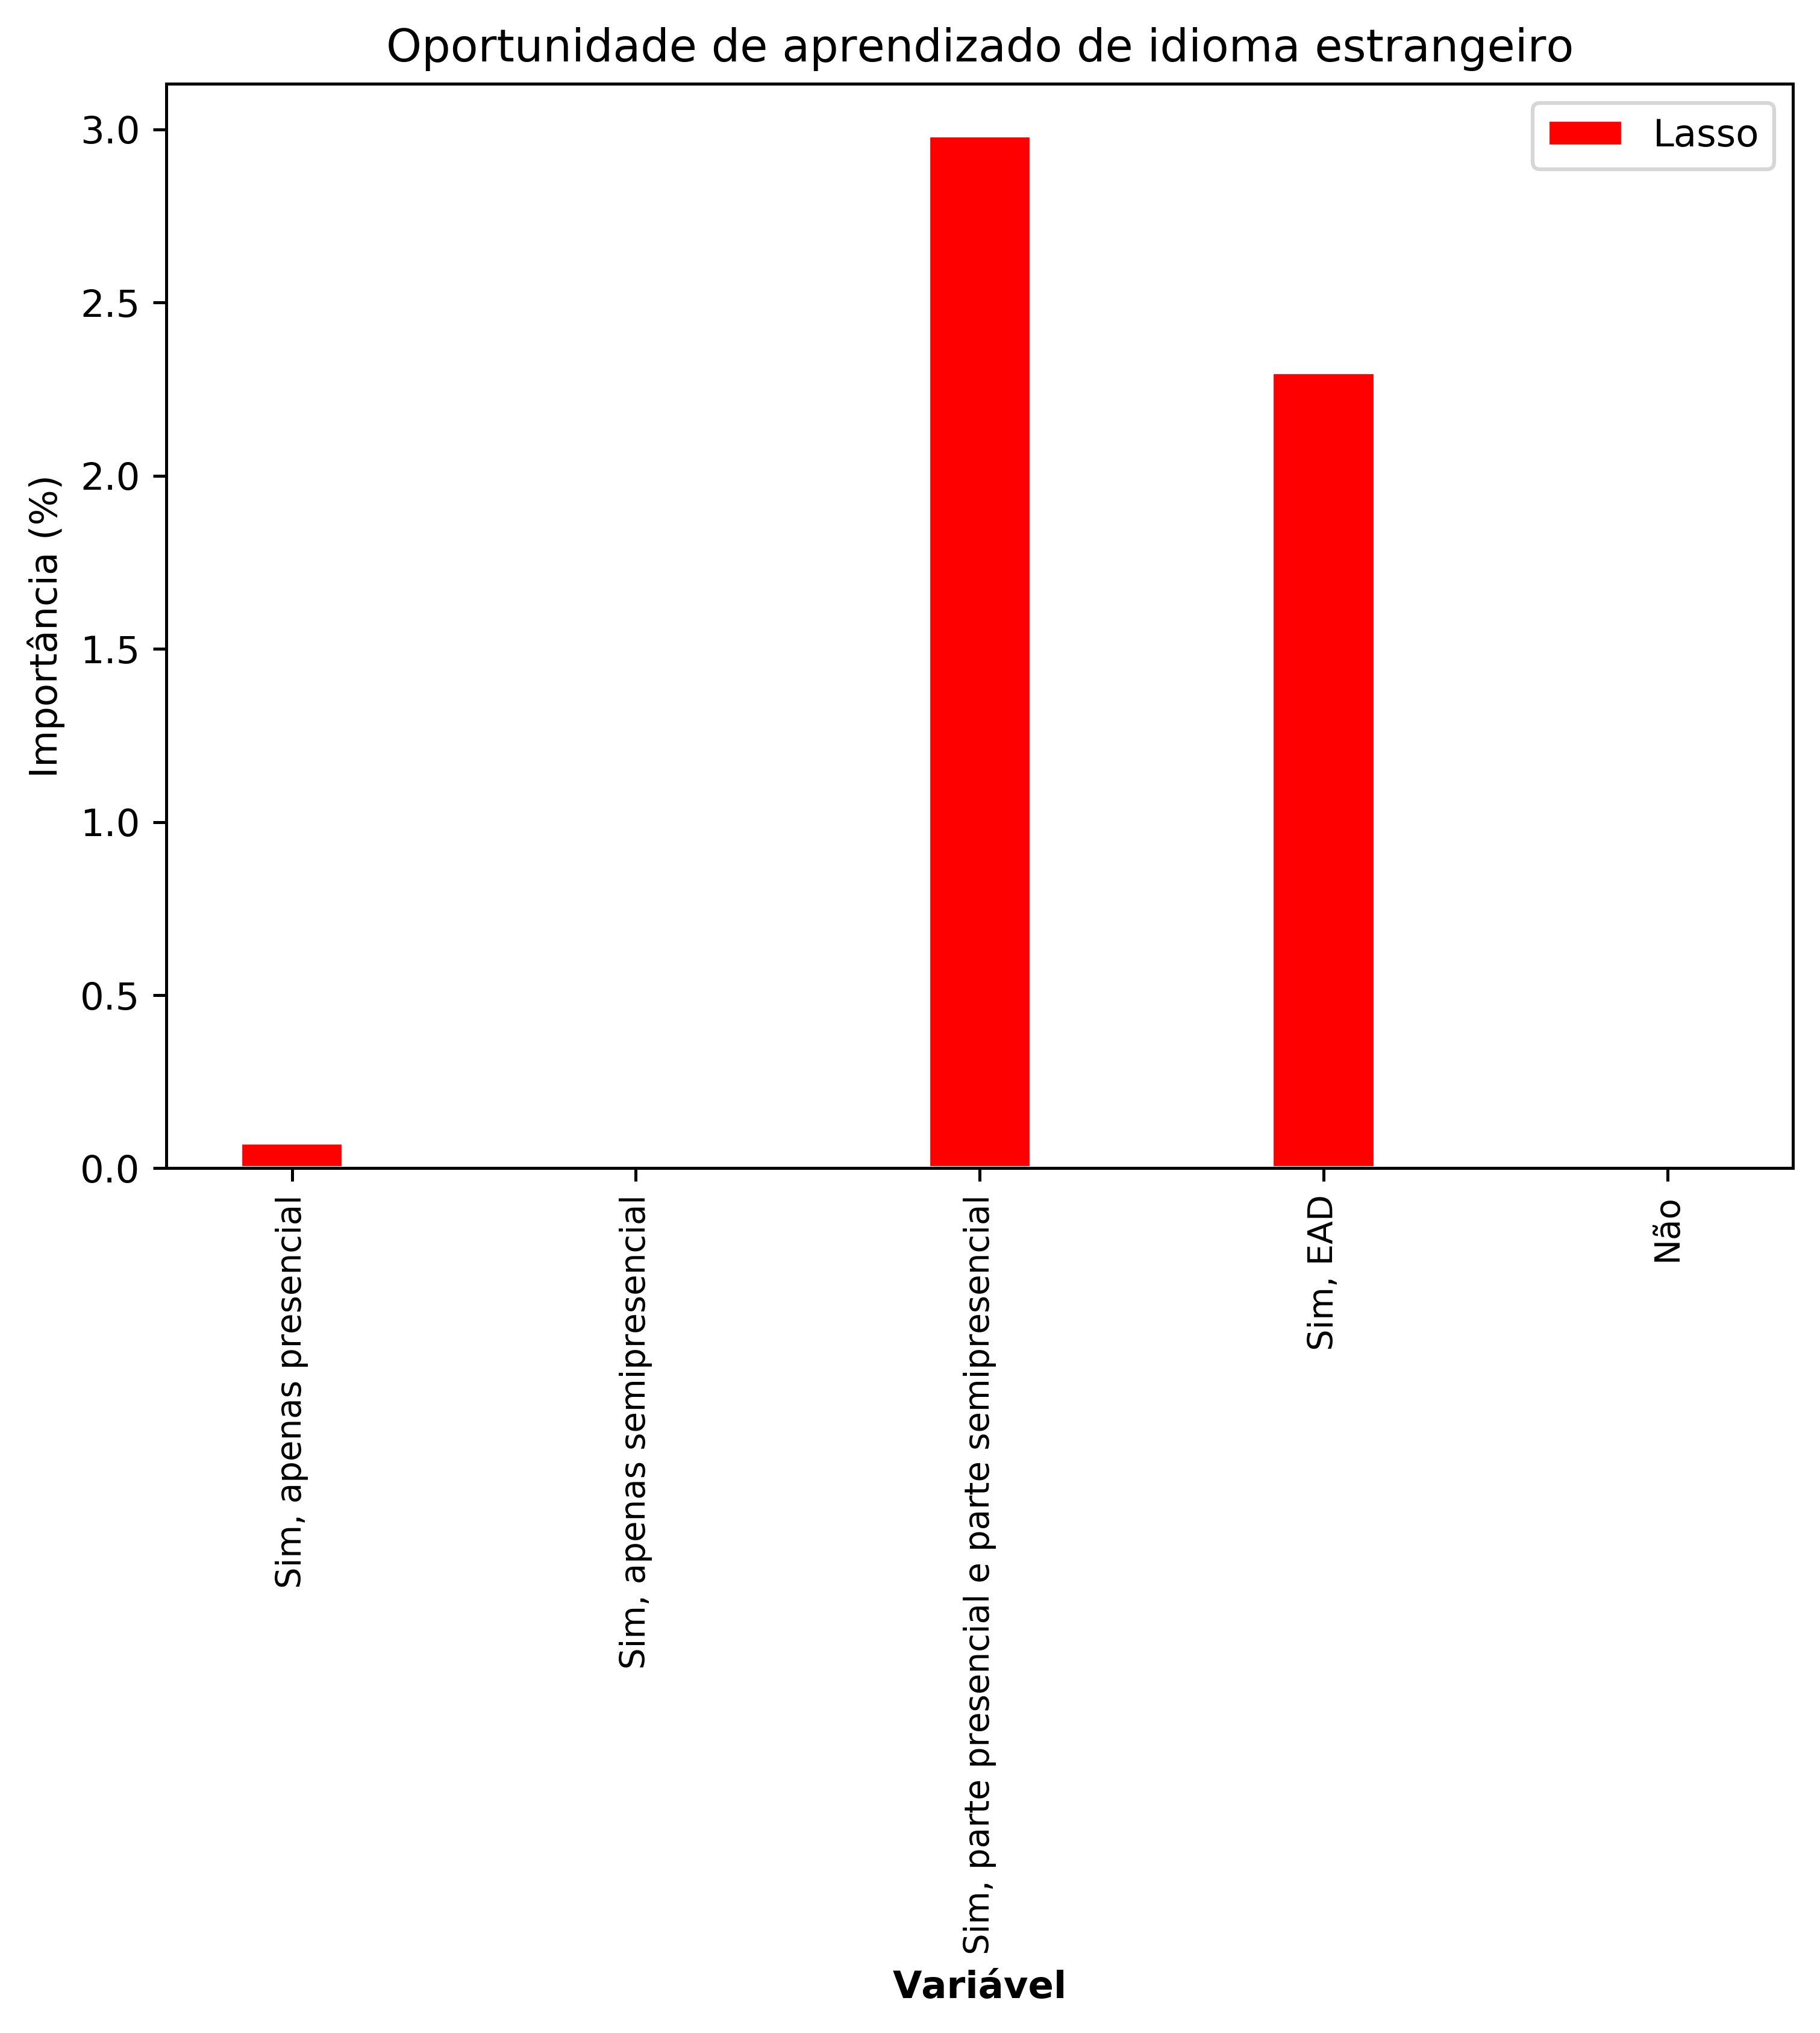 Oportunidade de aprendizado de idioma estrangeiro
Lasso
Importância (%)
3.0
2.5
2.0
1.5
1.0
0.5
0.0
Sim, apenas presencial
Sim, apenas semipresencial
Sim, parte presencial e parte semipresencial
Sim, EAD
Não
Variável